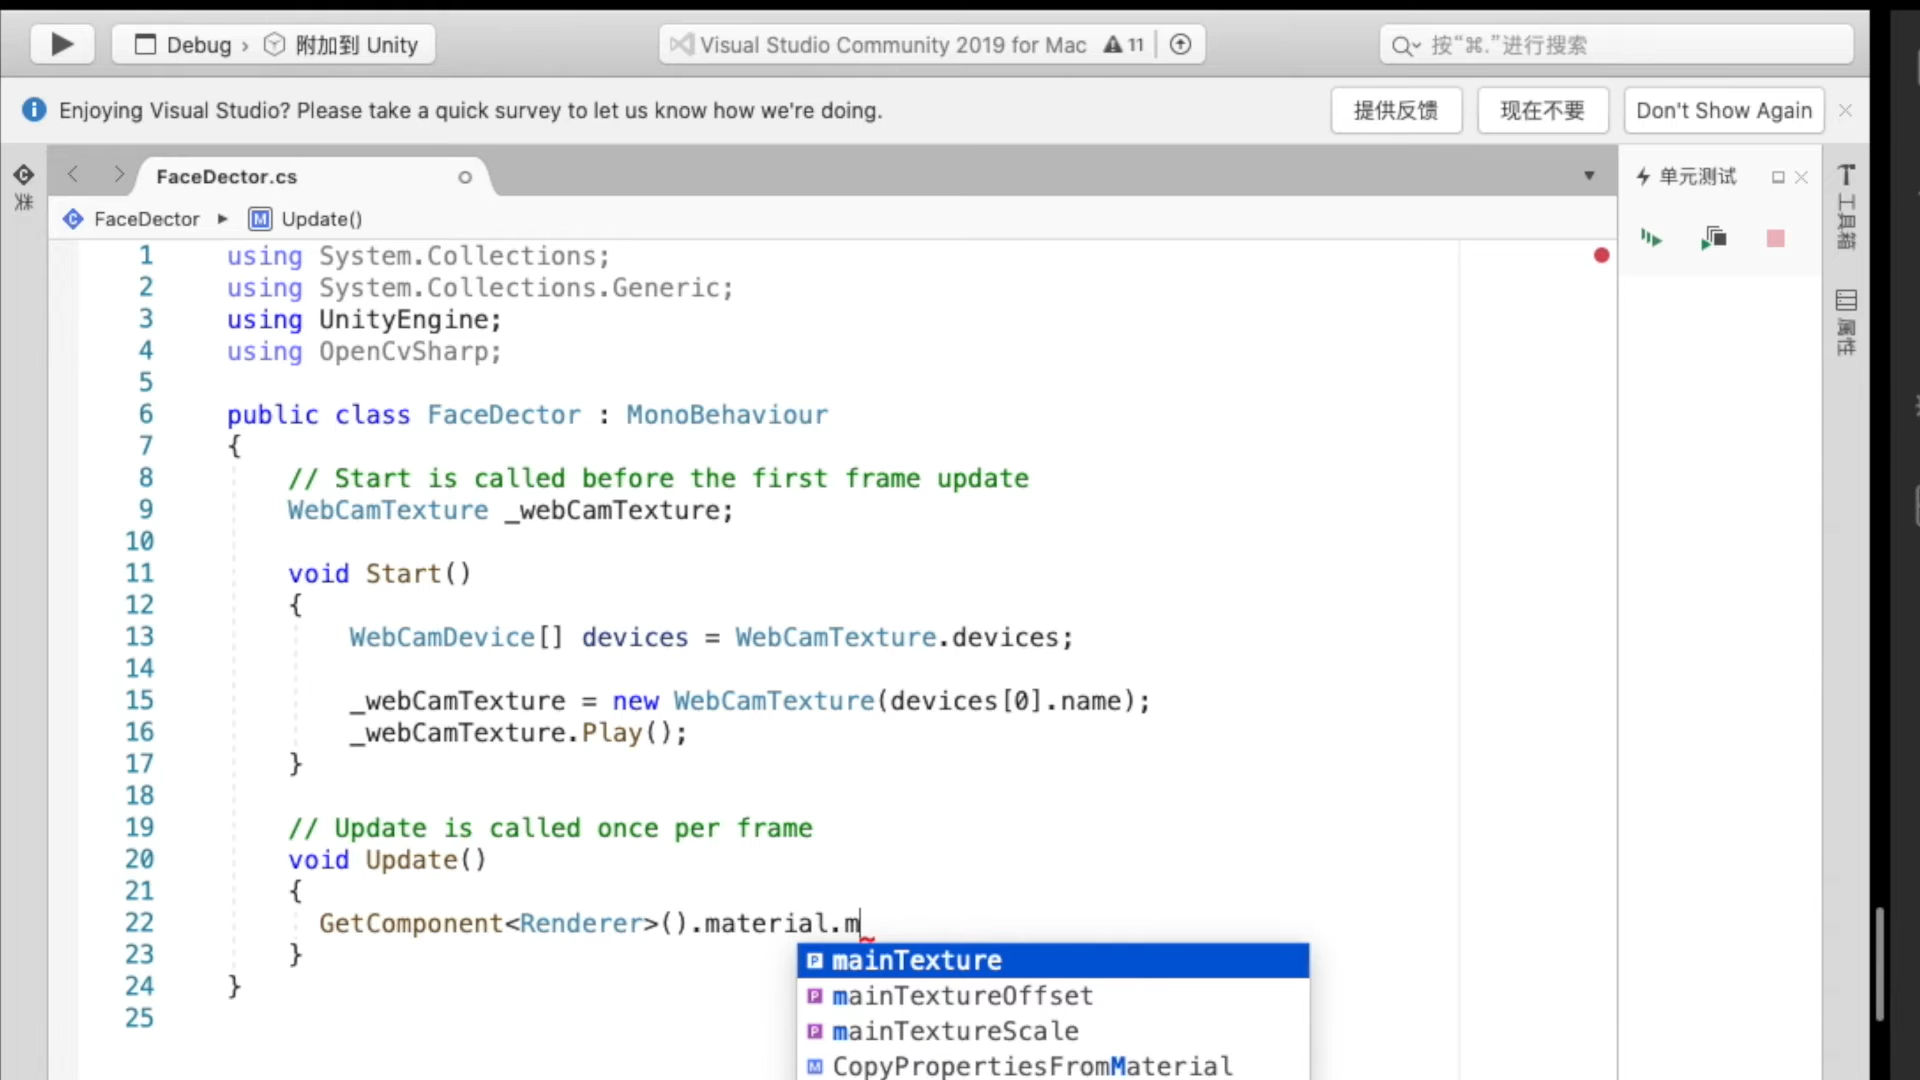 Debug › 附加到 Unity
Visual Studio Community 2019 for Mac 11
按“⌘.”进行搜索
Enjoying Visual Studio? Please take a quick survey to let us know how we're doing.
提供反馈
现在不要
Don't Show Again
类
FaceDector.cs
单元测试
工具箱
属性
FaceDector ▸ M Update()
1 using System.Collections;
2 using System.Collections.Generic;
3 using UnityEngine;
4 using OpenCvSharp;
5
6 public class FaceDector : MonoBehaviour
7 {
8 // Start is called before the first frame update
9 WebCamTexture _webCamTexture;
10
11 void Start()
12 {
13 WebCamDevice[] devices = WebCamTexture.devices;
14
15 _webCamTexture = new WebCamTexture(devices[0].name);
16 _webCamTexture.Play();
17 }
18
19 // Update is called once per frame
20 void Update()
21 {
22 GetComponent<Renderer>().material.m
23 }
24 }
25
P mainTexture
P mainTextureOffset
P mainTextureScale
M CopyPropertiesFromMaterial